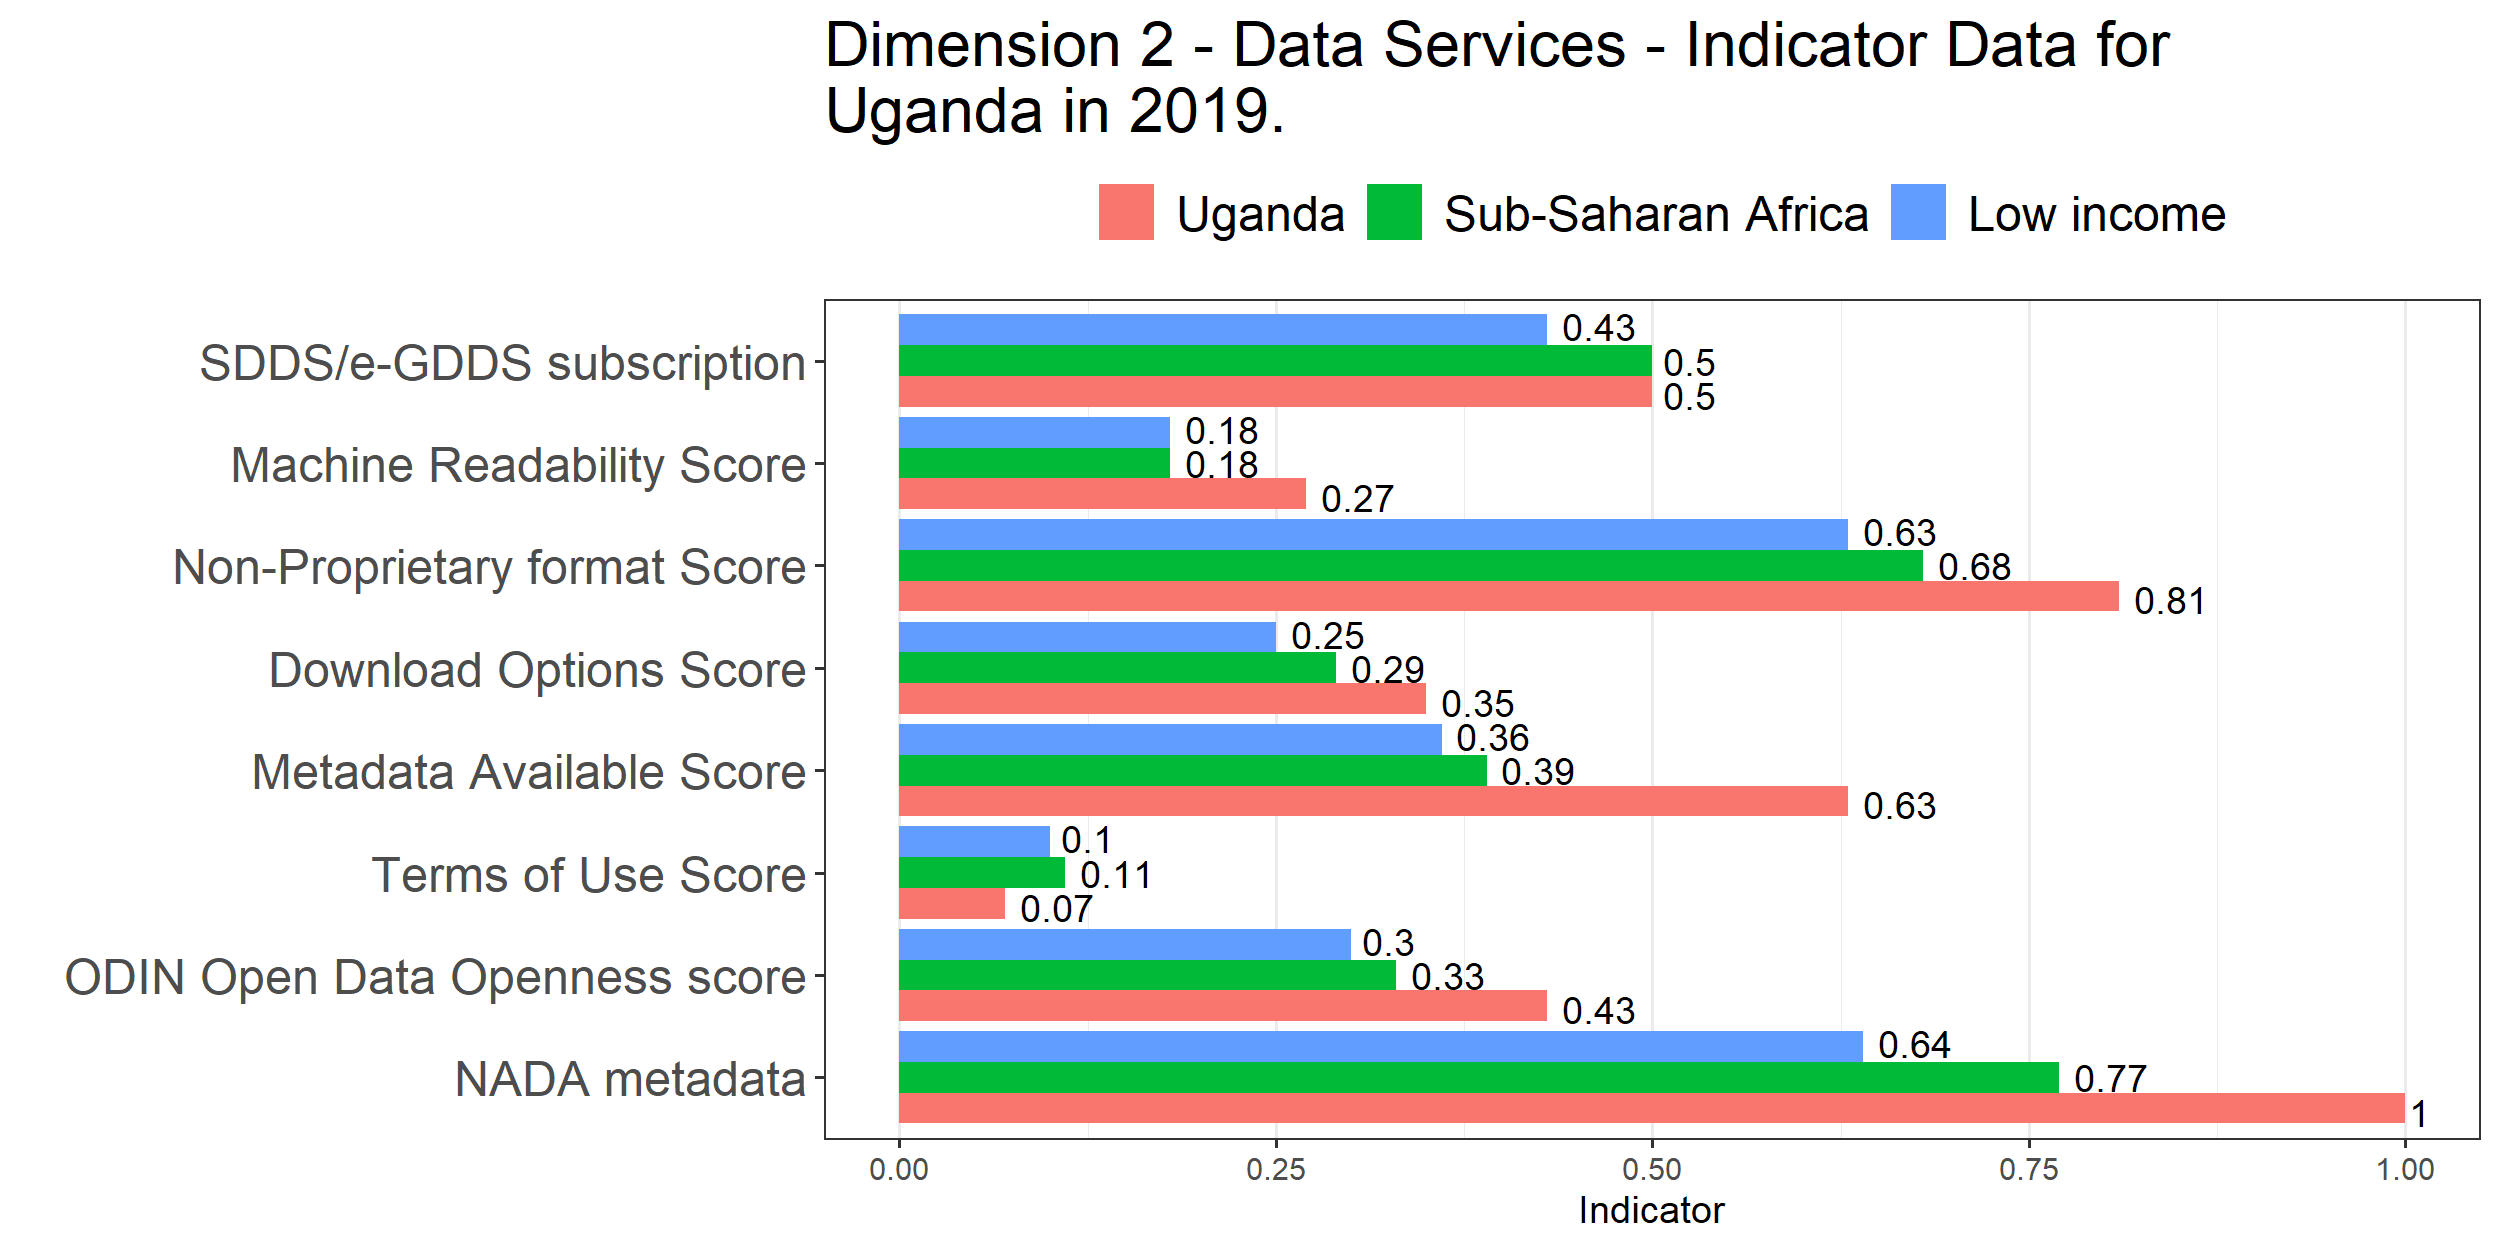 Dimension 2 - Data Services - Indicator Data for
Uganda in 2019.
Uganda Sub-Saharan Africa Low income
SDDS/e-GDDS subscription
0.43
0.5
0.5
Machine Readability Score
0.18
0.18
0.27
Non-Proprietary format Score
0.63
0.68
0.81
Download Options Score
0.25
0.29
0.35
Metadata Available Score
0.36
0.39
0.63
Terms of Use Score
0.1
0.11
0.07
ODIN Open Data Openness score
0.3
0.33
0.43
NADA metadata
0.64
0.77
1
0.00 0.25 0.50 0.75 1.00
Indicator